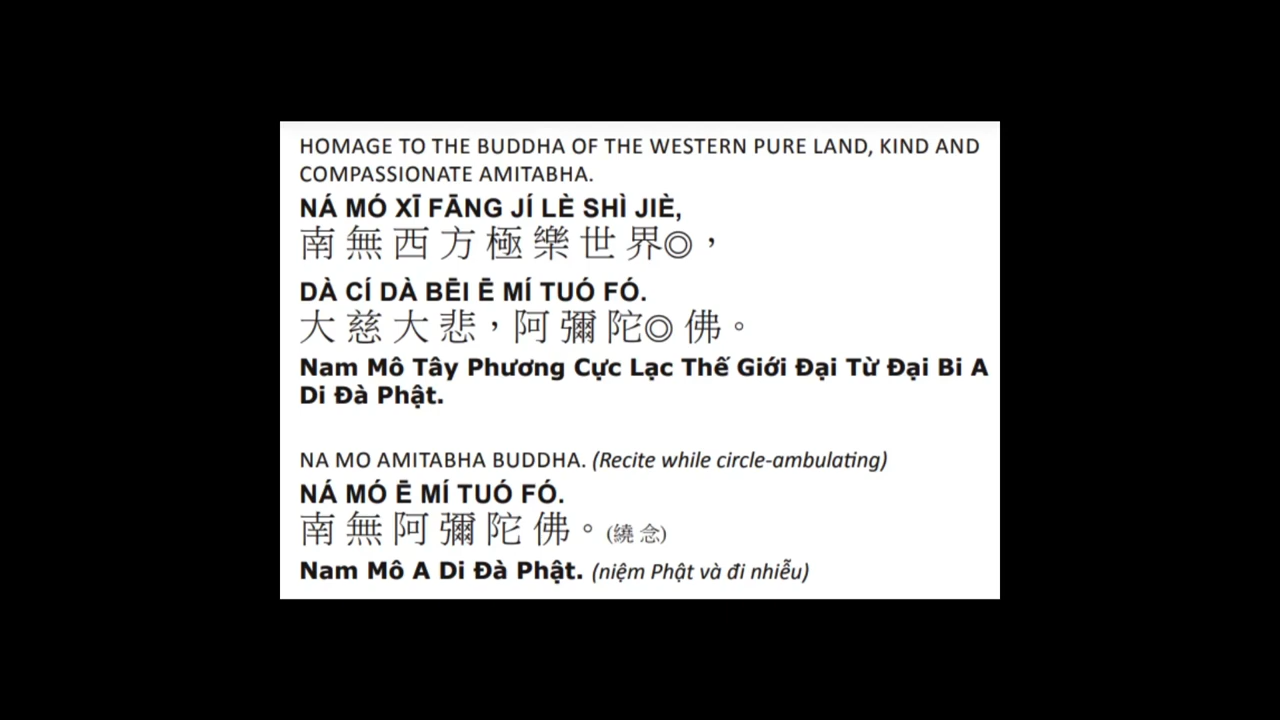 HOMAGE TO THE BUDDHA OF THE WESTERN PURE LAND, KIND AND
COMPASSIONATE AMITABHA.
NÁ MÓ XĪ FĀNG JÍ LÈ SHÌ JIÈ,
南 無 西 方 極 樂 世 界◎，
DÀ CÍ DÀ BĒI Ē MÍ TUÓ FÓ.
大 慈 大 悲，阿 彌 陀◎ 佛。
Nam Mô Tây Phương Cực Lạc Thế Giới Đại Từ Đại Bi A
Di Đà Phật.
NA MO AMITABHA BUDDHA. (Recite while circle-ambulating)
NÁ MÓ Ē MÍ TUÓ FÓ.
南 無 阿 彌 陀 佛。(繞 念)
Nam Mô A Di Đà Phật. (niệm Phật và đi nhiễu)